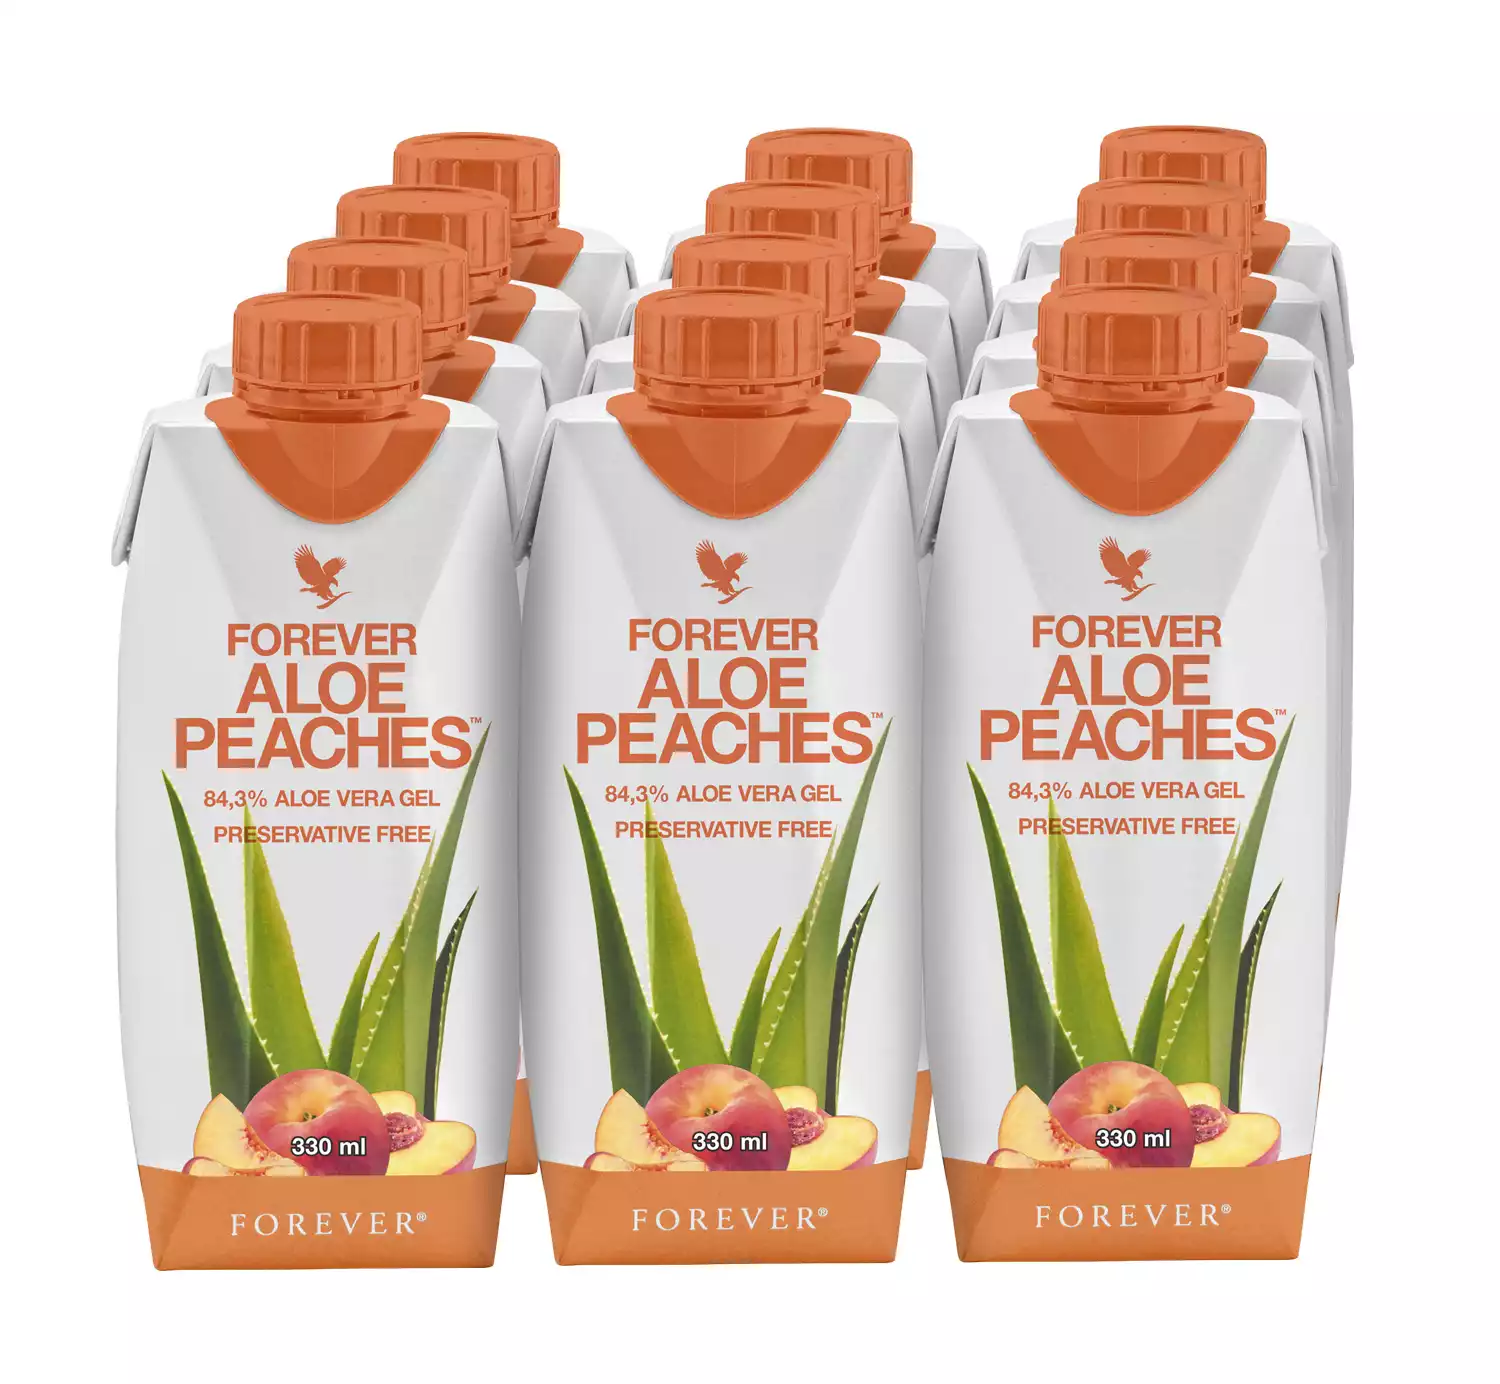 FOREVER
ALOE
PEACHES™
84,3% ALOE VERA GEL
PRESERVATIVE FREE
330 ml
FOREVER®
FOREVER
ALOE
PEACHES™
84,3% ALOE VERA GEL
PRESERVATIVE FREE
330 ml
FOREVER®
FOREVER
ALOE
PEACHES™
84,3% ALOE VERA GEL
PRESERVATIVE FREE
330 ml
FOREVER®